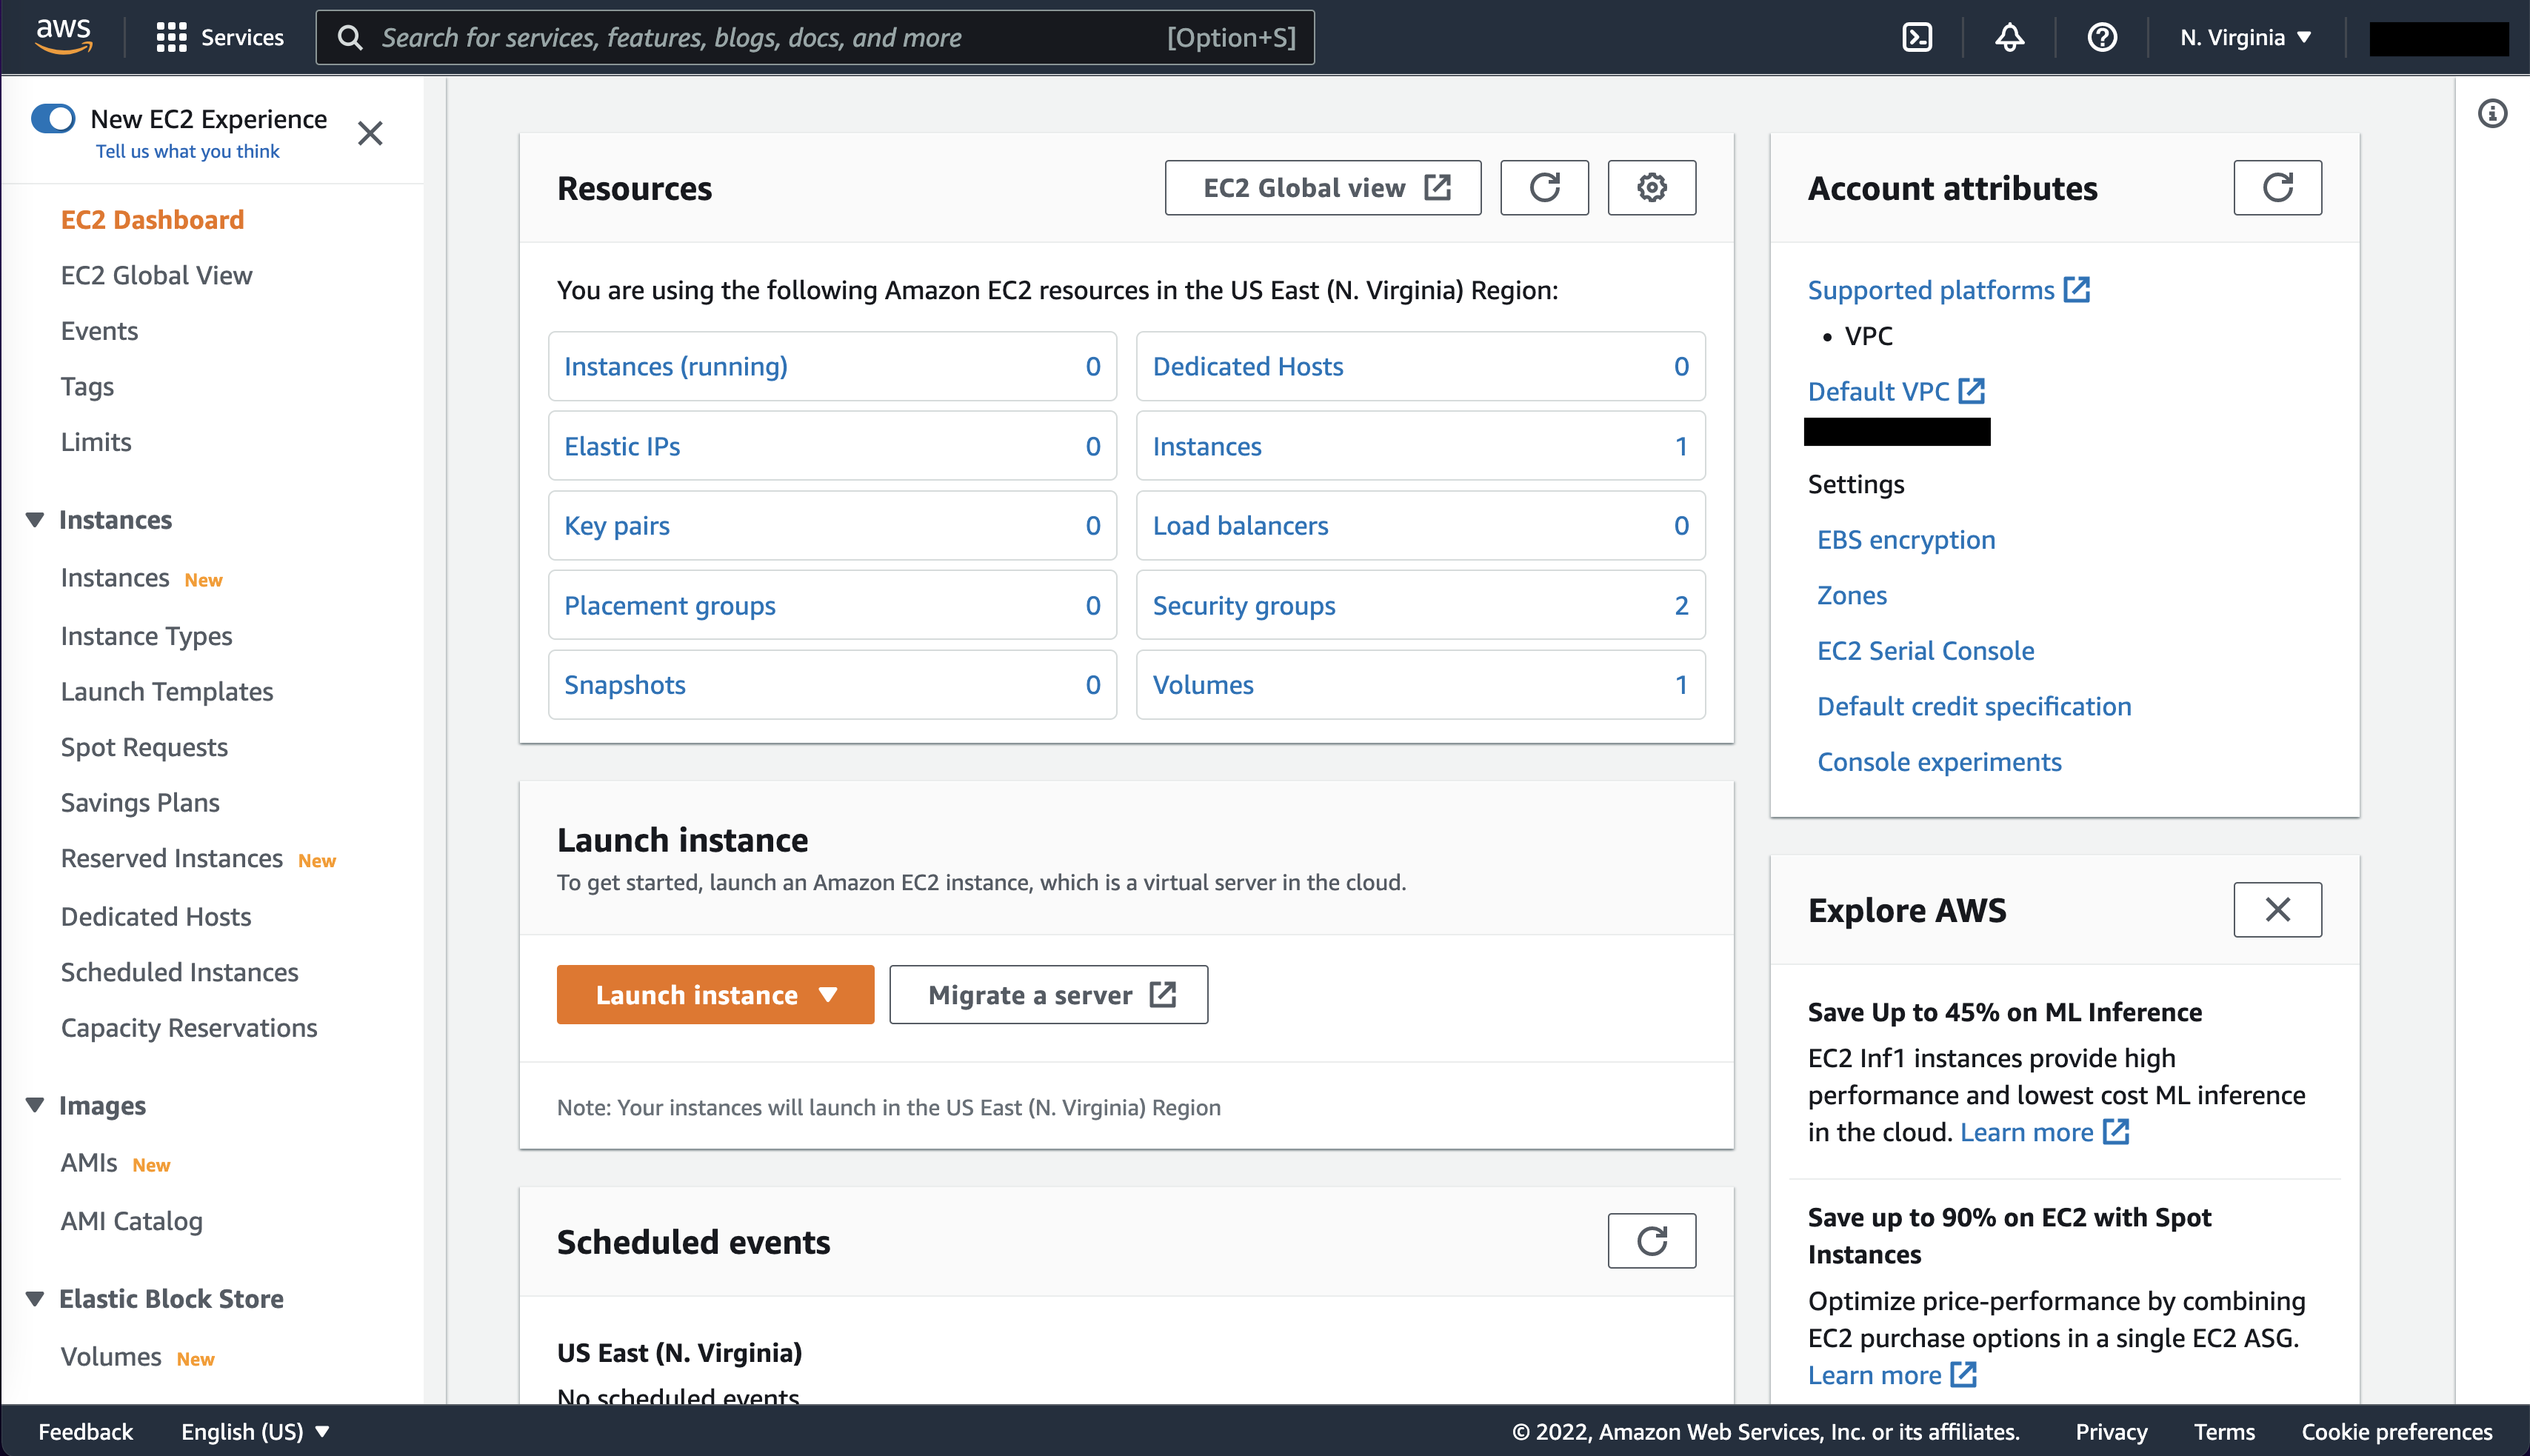 aws
Services
Search for services, features, blogs, docs, and more [Option+S]
N. Virginia
New EC2 Experience
Tell us what you think
EC2 Dashboard
EC2 Global View
Events
Tags
Limits
Instances
Instances New
Instance Types
Launch Templates
Spot Requests
Savings Plans
Reserved Instances New
Dedicated Hosts
Scheduled Instances
Capacity Reservations
Images
AMIs New
AMI Catalog
Elastic Block Store
Volumes New
Resources
EC2 Global view
You are using the following Amazon EC2 resources in the US East (N. Virginia) Region:
Instances (running) 0
Dedicated Hosts 0
Elastic IPs 0
Instances 1
Key pairs 0
Load balancers 0
Placement groups 0
Security groups 2
Snapshots 0
Volumes 1
Launch instance
To get started, launch an Amazon EC2 instance, which is a virtual server in the cloud.
Launch instance
Migrate a server
Note: Your instances will launch in the US East (N. Virginia) Region
Scheduled events
US East (N. Virginia)
No scheduled events
Account attributes
Supported platforms
• VPC
Default VPC
Settings
EBS encryption
Zones
EC2 Serial Console
Default credit specification
Console experiments
Explore AWS
Save Up to 45% on ML Inference
EC2 Inf1 instances provide high
performance and lowest cost ML inference
in the cloud. Learn more
Save up to 90% on EC2 with Spot
Instances
Optimize price-performance by combining
EC2 purchase options in a single EC2 ASG.
Learn more
Feedback
English (US)
© 2022, Amazon Web Services, Inc. or its affiliates.
Privacy
Terms
Cookie preferences